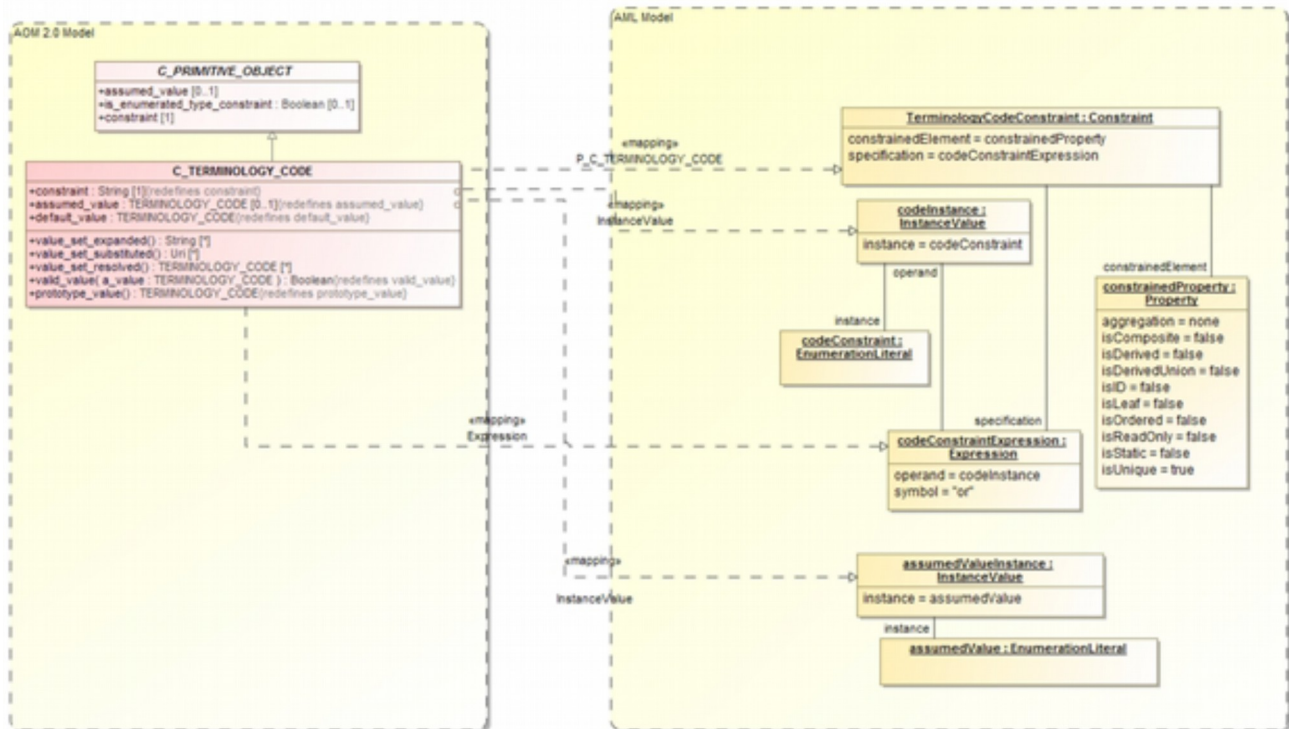 AOM 2.0 Model
C_PRIMITIVE_OBJECT
+assumed_value [0..1]
+is_enumerated_type_constraint : Boolean [0..1]
+constraint [1]
C_TERMINOLOGY_CODE
+constraint : String [1]{redefines constraint}
+assumed_value : TERMINOLOGY_CODE [0..1]{redefines assumed_value}
+default_value : TERMINOLOGY_CODE{redefines default_value}
+value_set_expanded() : String [*]
+value_set_substituted() : Uri [*]
+value_set_resolved() : TERMINOLOGY_CODE [*]
+valid_value( a_value : TERMINOLOGY_CODE ) : Boolean{redefines valid_value}
+prototype_value() : TERMINOLOGY_CODE{redefines prototype_value}
«mapping»
P_C_TERMINOLOGY_CODE
«mapping»
InstanceValue
«mapping»
Expression
«mapping»
InstanceValue
AML Model
TerminologyCodeConstraint : Constraint
constrainedElement = constrainedProperty
specification = codeConstraintExpression
codeInstance :
InstanceValue
instance = codeConstraint
operand
instance
codeConstraint :
EnumerationLiteral
constrainedElement
constrainedProperty :
Property
aggregation = none
isComposite = false
isDerived = false
isDerivedUnion = false
isID = false
isLeaf = false
isOrdered = false
isReadOnly = false
isStatic = false
isUnique = true
specification
codeConstraintExpression :
Expression
operand = codeInstance
symbol = "or"
assumedValueInstance :
InstanceValue
instance = assumedValue
instance
assumedValue : EnumerationLiteral